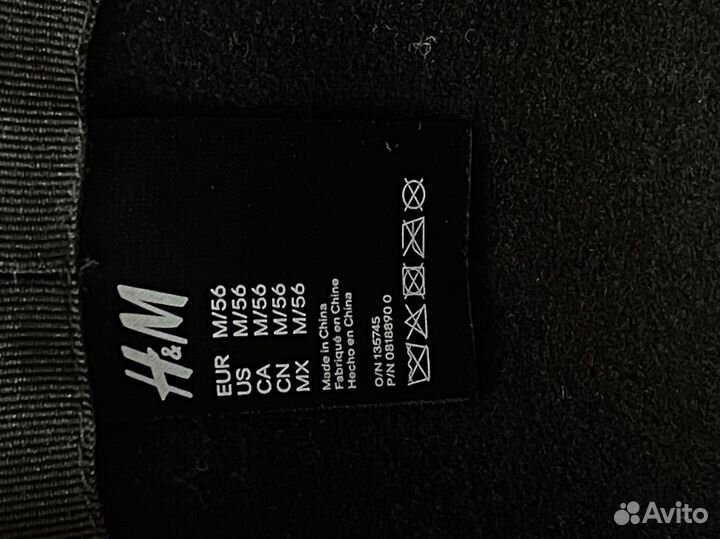 H&M
EUR M/56
US M/56
CA M/56
CN M/56
MX M/56
Made in China
Fabriqué en Chine
Hecho en China
O/N 135745
P/N 0818890 0
Avito